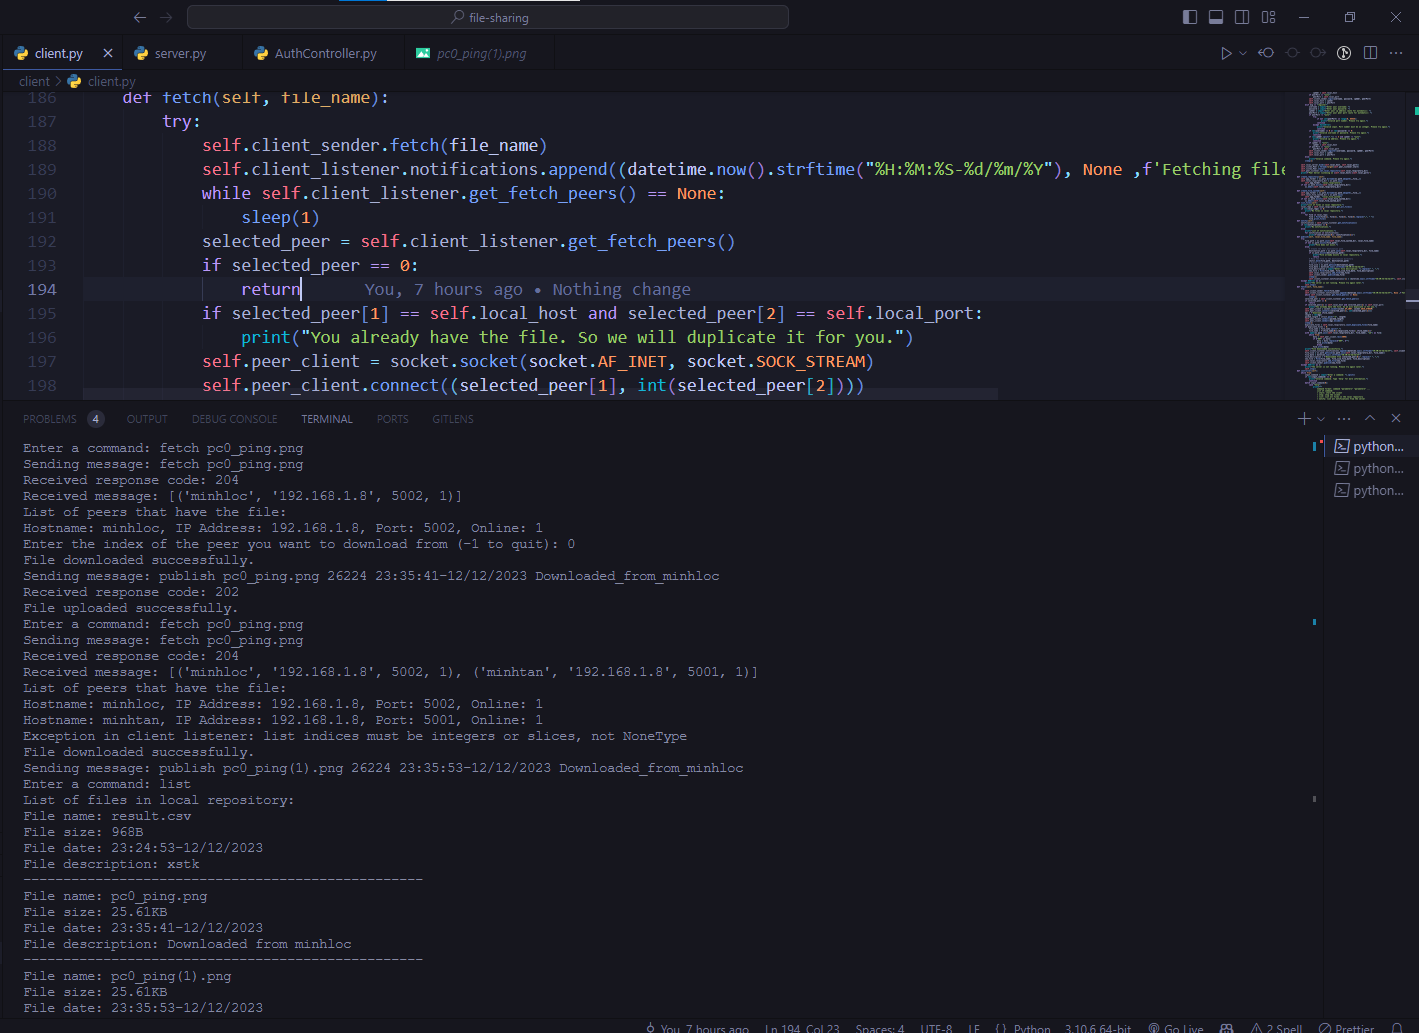 file-sharing
client.py
server.py
AuthController.py
pc0_ping(1).png
client > client.py
186 def fetch(self, file_name):
187 try:
188 self.client_sender.fetch(file_name)
189 self.client_listener.notifications.append((datetime.now().strftime("%H:%M:%S-%d/%m/%Y"), None ,f'Fetching file
190 while self.client_listener.get_fetch_peers() == None:
191 sleep(1)
192 selected_peer = self.client_listener.get_fetch_peers()
193 if selected_peer == 0:
194 return You, 7 hours ago • Nothing change
195 if selected_peer[1] == self.local_host and selected_peer[2] == self.local_port:
196 print("You already have the file. So we will duplicate it for you.")
197 self.peer_client = socket.socket(socket.AF_INET, socket.SOCK_STREAM)
198 self.peer_client.connect((selected_peer[1], int(selected_peer[2])))
PROBLEMS 4 OUTPUT DEBUG CONSOLE TERMINAL PORTS GITLENS
python...
python...
python...
Enter a command: fetch pc0_ping.png
Sending message: fetch pc0_ping.png
Received response code: 204
Received message: [('minhloc', '192.168.1.8', 5002, 1)]
List of peers that have the file:
Hostname: minhloc, IP Address: 192.168.1.8, Port: 5002, Online: 1
Enter the index of the peer you want to download from (-1 to quit): 0
File downloaded successfully.
Sending message: publish pc0_ping.png 26224 23:35:41-12/12/2023 Downloaded_from_minhloc
Received response code: 202
File uploaded successfully.
Enter a command: fetch pc0_ping.png
Sending message: fetch pc0_ping.png
Received response code: 204
Received message: [('minhloc', '192.168.1.8', 5002, 1), ('minhtan', '192.168.1.8', 5001, 1)]
List of peers that have the file:
Hostname: minhloc, IP Address: 192.168.1.8, Port: 5002, Online: 1
Hostname: minhtan, IP Address: 192.168.1.8, Port: 5001, Online: 1
Exception in client listener: list indices must be integers or slices, not NoneType
File downloaded successfully.
Sending message: publish pc0_ping(1).png 26224 23:35:53-12/12/2023 Downloaded_from_minhloc
Enter a command: list
List of files in local repository:
File name: result.csv
File size: 968B
File date: 23:24:53-12/12/2023
File description: xstk
--------------------------------------------------
File name: pc0_ping.png
File size: 25.61KB
File date: 23:35:41-12/12/2023
File description: Downloaded from minhloc
--------------------------------------------------
File name: pc0_ping(1).png
File size: 25.61KB
File date: 23:35:53-12/12/2023
You, 7 hours ago Ln 194, Col 23 Spaces: 4 UTF-8 LF {} Python 3.10.6 64-bit Go Live 2 Spell Prettier